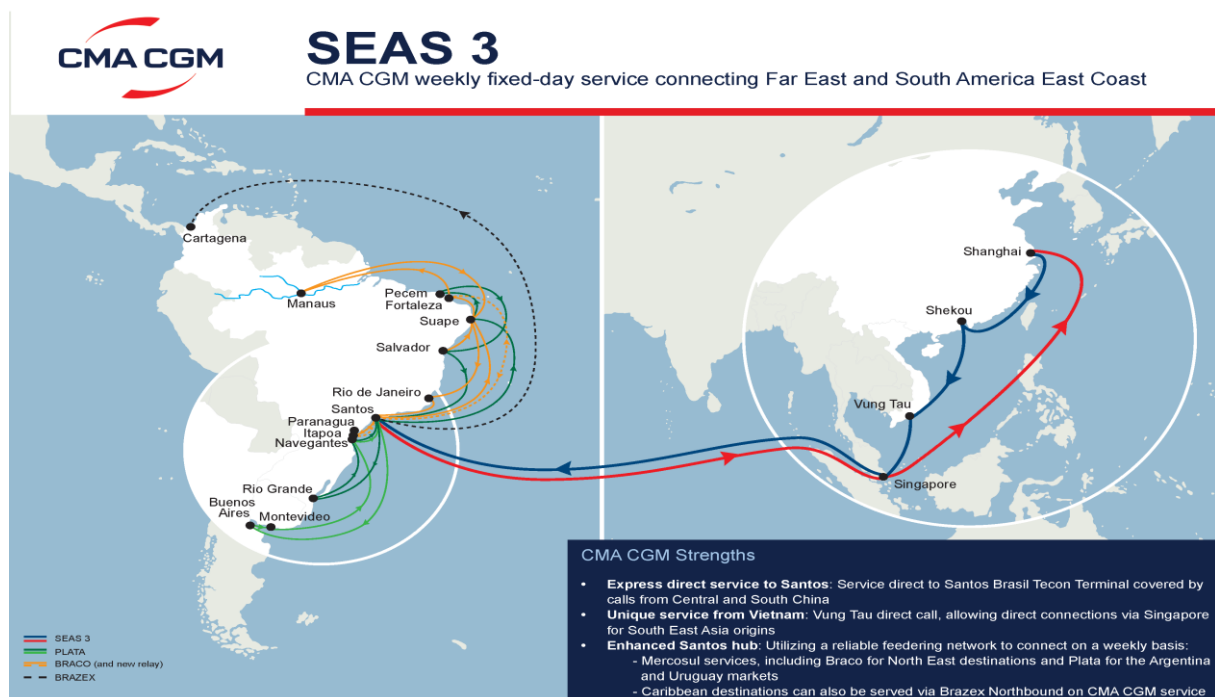 CMA CGM
SEAS 3
CMA CGM weekly fixed-day service connecting Far East and South America East Coast
Cartagena
Manaus
Pecem
Fortaleza
Suape
Salvador
Rio de Janeiro
Santos
Paranagua
Itapoa
Navegantes
Rio Grande
Buenos
Aires
Montevideo
Shanghai
Shekou
Vung Tau
Singapore
SEAS 3
PLATA
BRACO (and new relay)
BRAZEX
CMA CGM Strengths
• Express direct service to Santos: Service direct to Santos Brasil Tecon Terminal covered by
calls from Central and South China
• Unique service from Vietnam: Vung Tau direct call, allowing direct connections via Singapore
for South East Asia origins
• Enhanced Santos hub: Utilizing a reliable feedering network to connect on a weekly basis:
- Mercosul services, including Braco for North East destinations and Plata for the Argentina
and Uruguay markets
- Caribbean destinations can also be served via Brazex Northbound on CMA CGM service